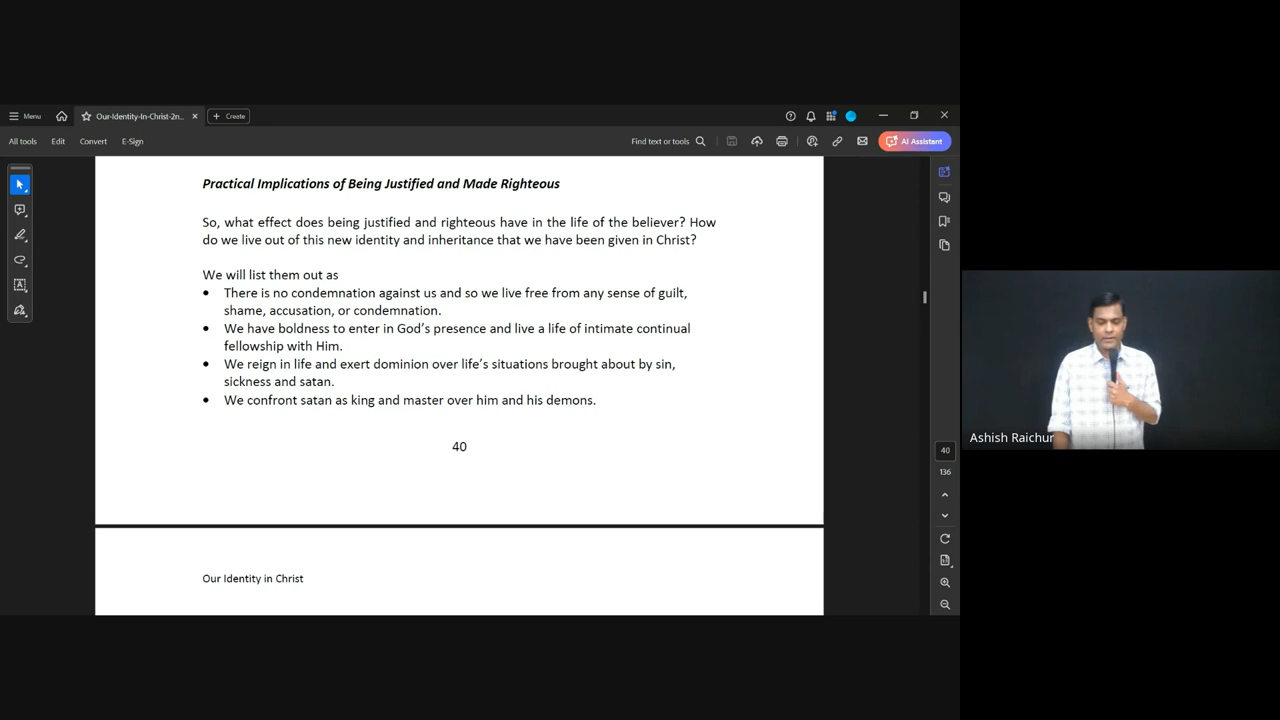 Menu
Our-Identity-In-Christ-2n...
Create
All tools
Edit
Convert
E-Sign
Find text or tools
AI Assistant
Practical Implications of Being Justified and Made Righteous
So, what effect does being justified and righteous have in the life of the believer? How
do we live out of this new identity and inheritance that we have been given in Christ?
We will list them out as
• There is no condemnation against us and so we live free from any sense of guilt,
shame, accusation, or condemnation.
• We have boldness to enter in God’s presence and live a life of intimate continual
fellowship with Him.
• We reign in life and exert dominion over life’s situations brought about by sin,
sickness and satan.
• We confront satan as king and master over him and his demons.
40
Our Identity in Christ
40
136
Ashish Raichur